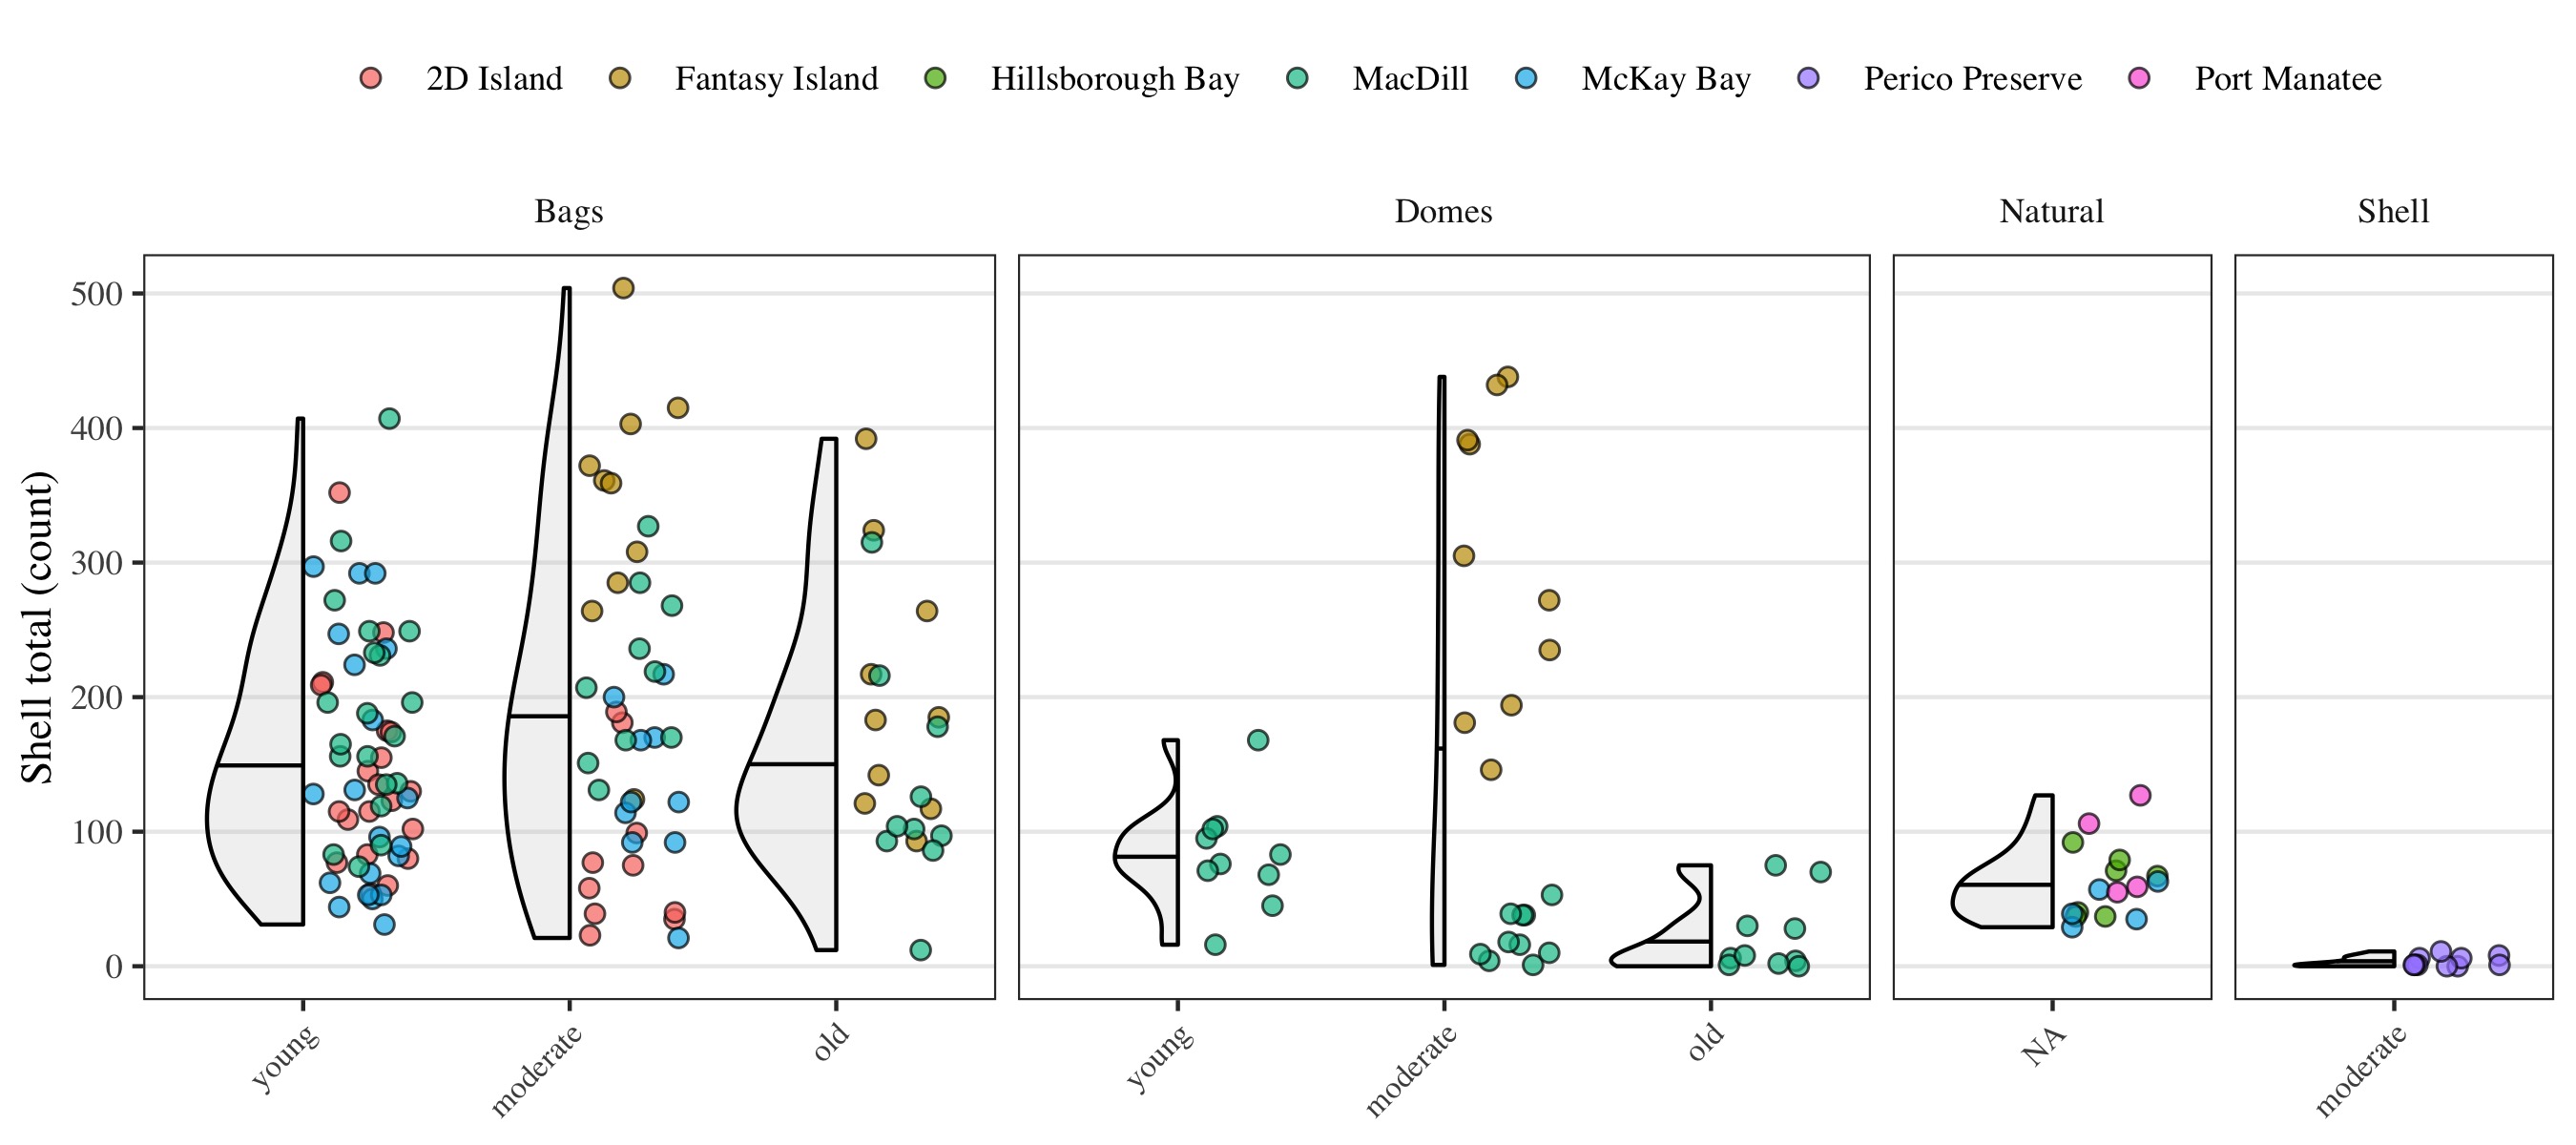 2D Island Fantasy Island Hillsborough Bay MacDill McKay Bay Perico Preserve Port Manatee
Bags Domes Natural Shell
Shell total (count)
500
400
300
200
100
0
young moderate old young moderate old NA moderate